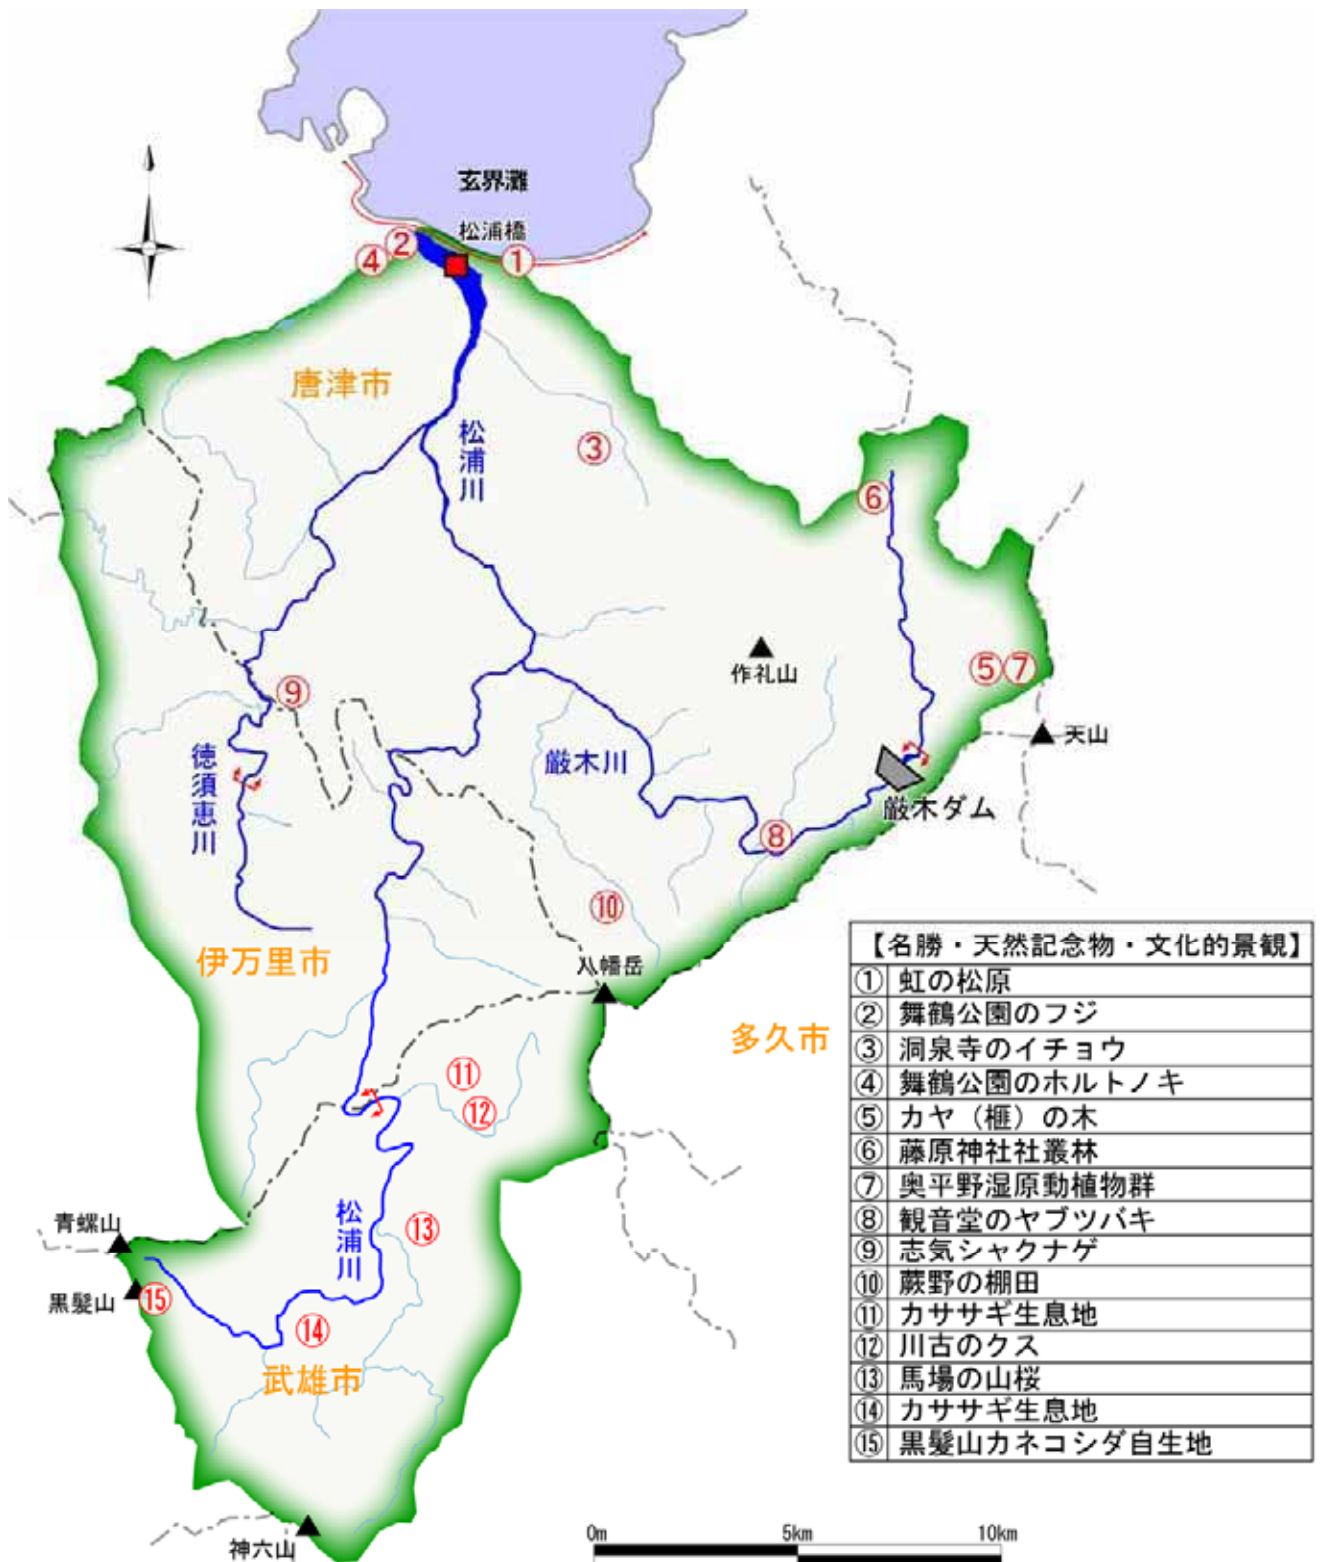 玄界灘
松浦橋
②
④
①
唐津市
松浦川
③
⑥
作礼山
⑤
⑦
⑨
天山
徳須恵川
厳木川
厳木ダム
⑧
⑩
伊万里市
八幡岳
多久市
⑪
⑫
青螺山
松浦川
⑬
黒髪山
⑮
⑭
武雄市
神六山
【名勝・天然記念物・文化的景観】
① 虹の松原
② 舞鶴公園のフジ
③ 洞泉寺のイチョウ
④ 舞鶴公園のホルトノキ
⑤ カヤ（榧）の木
⑥ 藤原神社社叢林
⑦ 奥平野湿原動植物群
⑧ 観音堂のヤブツバキ
⑨ 志気シャクナゲ
⑩ 蕨野の棚田
⑪ カササギ生息地
⑫ 川古のクス
⑬ 馬場の山桜
⑭ カササギ生息地
⑮ 黒髪山カネコシダ自生地
0m 5km 10km